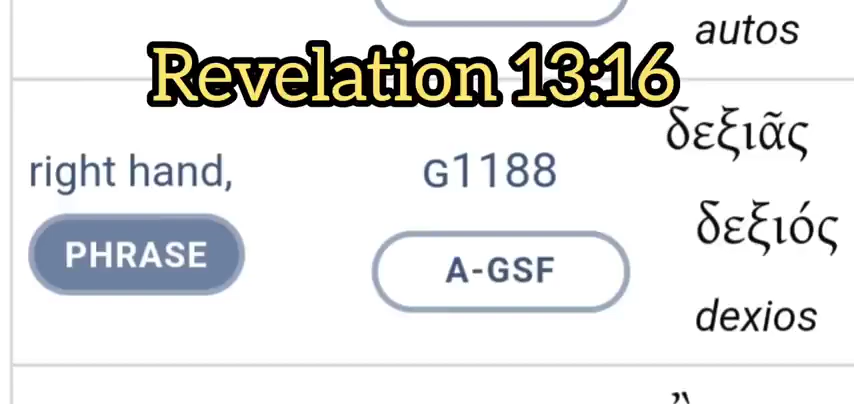 autos
Revelation 13:16
δεξιᾶς
right hand,
G1188
δεξιός
PHRASE
A-GSF
dexios